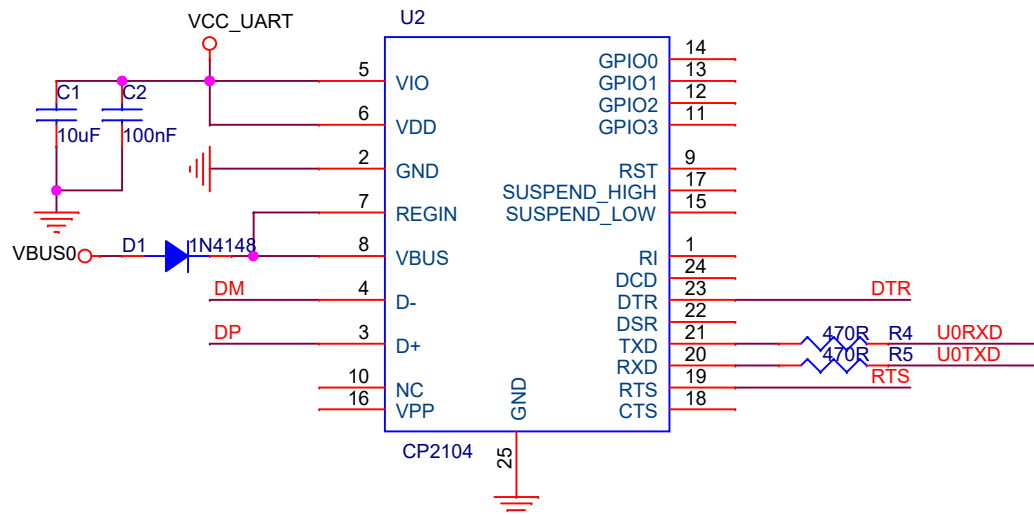 U2
VCC_UART
14
GPIO0
5
VIO
13
GPIO1
C1
C2
12
GPIO2
10uF
100nF
6
VDD
11
GPIO3
2
GND
9
RST
17
SUSPEND_HIGH
7
REGIN
15
SUSPEND_LOW
VBUS0
D1
1N4148
8
VBUS
1
RI
24
DCD
DM
4
D-
23
DTR
DTR
22
DSR
DP
3
D+
21
TXD
470R
R4
U0RXD
20
RXD
470R
R5
U0TXD
10
NC
19
RTS
RTS
16
VPP
18
CTS
GND
CP2104
25